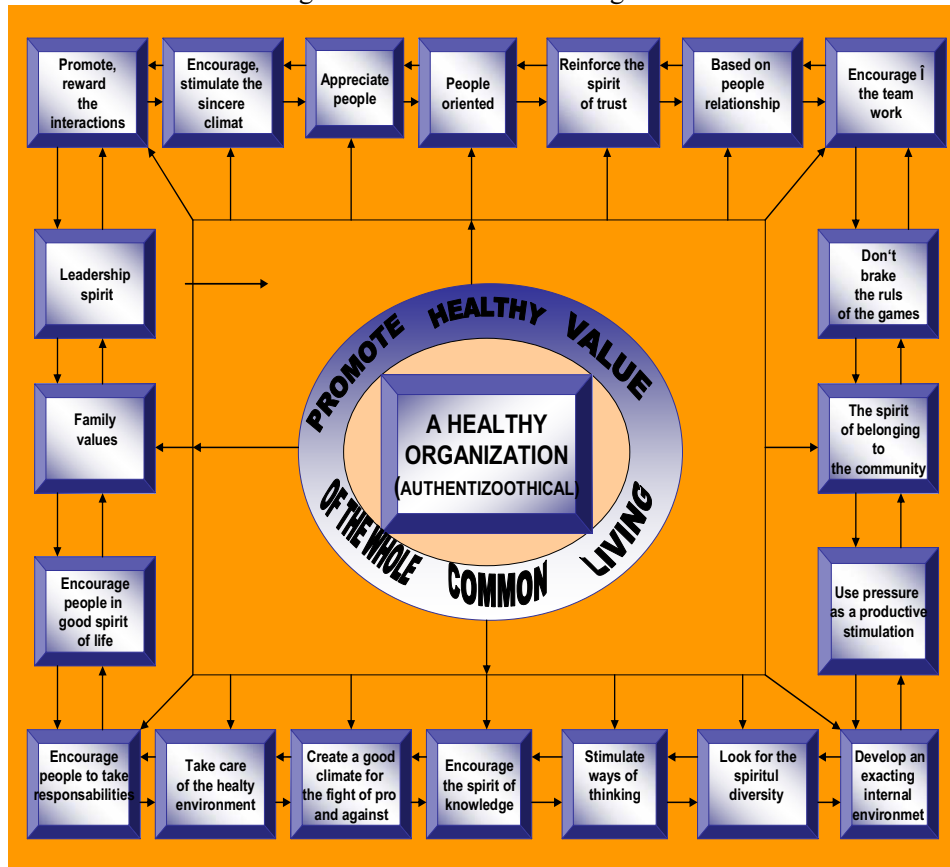 Promote,
reward
the
interactions
Encourage,
stimulate the
sincere
climat
Appreciate
people
People
oriented
Reinforce the
spirit
of trust
Based on
people
relationship
Encourage Î
the team
work
Leadership
spirit
Don't
brake
the ruls
of the games
PROMOTE HEALTHY VALUE
A HEALTHY
ORGANIZATION
(AUTHENTIZOOTHICAL)
OF THE WHOLE COMMON LIVING
Family
values
The spirit
of belonging
to
the community
Encourage
people in
good spirit
of life
Use pressure
as a productive
stimulation
Encourage
people to take
responsabilities
Take care
of the healty
environment
Create a good
climate for
the fight of pro
and against
Encourage
the spirit of
knowledge
Stimulate
ways of
thinking
Look for the
spiritul
diversity
Develop an
exacting
internal
environmet